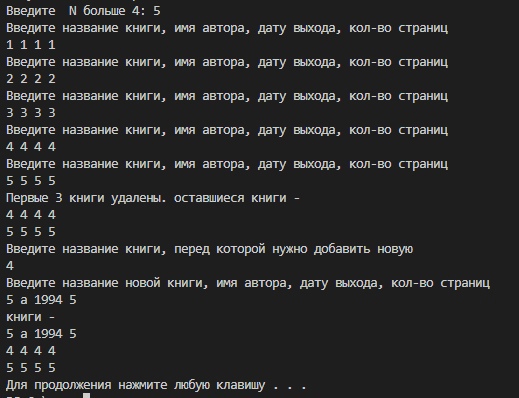 Введите  N больше 4: 5
Введите название книги, имя автора, дату выхода, кол-во страниц
1 1 1 1
Введите название книги, имя автора, дату выхода, кол-во страниц
2 2 2 2
Введите название книги, имя автора, дату выхода, кол-во страниц
3 3 3 3
Введите название книги, имя автора, дату выхода, кол-во страниц
4 4 4 4
Введите название книги, имя автора, дату выхода, кол-во страниц
5 5 5 5
Первые 3 книги удалены. оставшиеся книги -
4 4 4 4
5 5 5 5
Введите название книги, перед которой нужно добавить новую
4
Введите название новой книги, имя автора, дату выхода, кол-во страниц
5 a 1994 5
книги -
5 a 1994 5
4 4 4 4
5 5 5 5
Для продолжения нажмите любую клавишу . . .